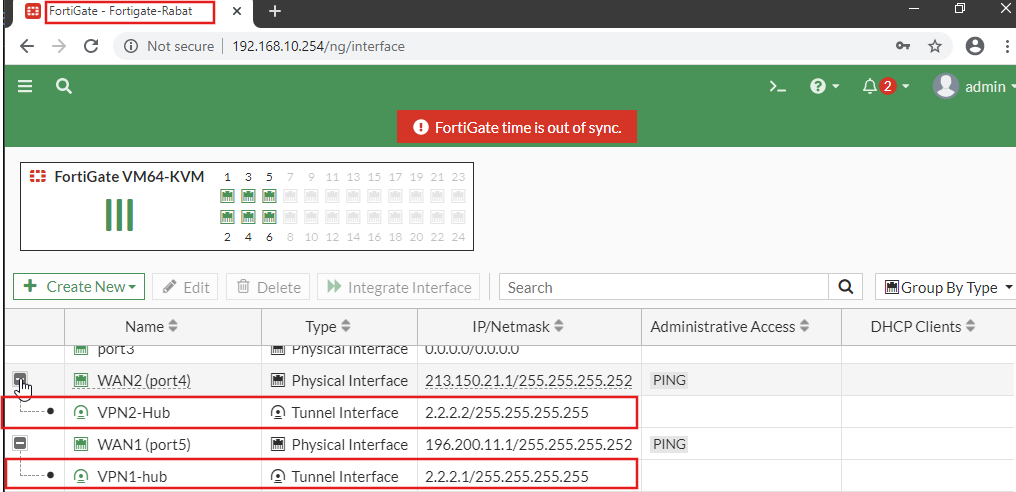 FortiGate - Fortigate-Rabat
Not secure 192.168.10.254/ng/interface
2 admin
FortiGate time is out of sync.
FortiGate VM64-KVM
1 3 5 7 9 11 13 15 17 19 21 23
2 4 6 8 10 12 14 16 18 20 22 24
Create New Edit Delete Integrate Interface Search Group By Type
Name Type IP/Netmask Administrative Access DHCP Clients
port3 Physical Interface 0.0.0.0/0.0.0.0
WAN2 (port4) Physical Interface 213.150.21.1/255.255.255.252 PING
VPN2-Hub Tunnel Interface 2.2.2.2/255.255.255.255
WAN1 (port5) Physical Interface 196.200.11.1/255.255.255.252 PING
VPN1-hub Tunnel Interface 2.2.2.1/255.255.255.255